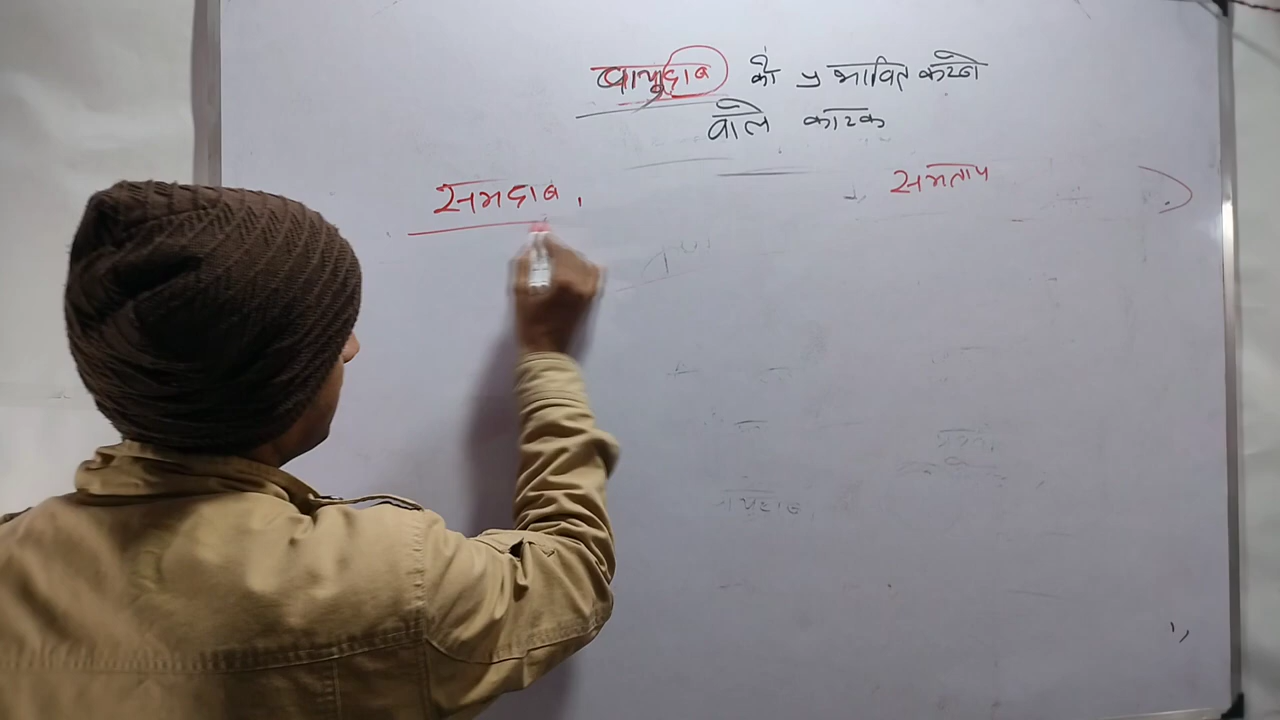 वायुदाब को प्रभावित करने
वाले कारक
समदाब, समताप